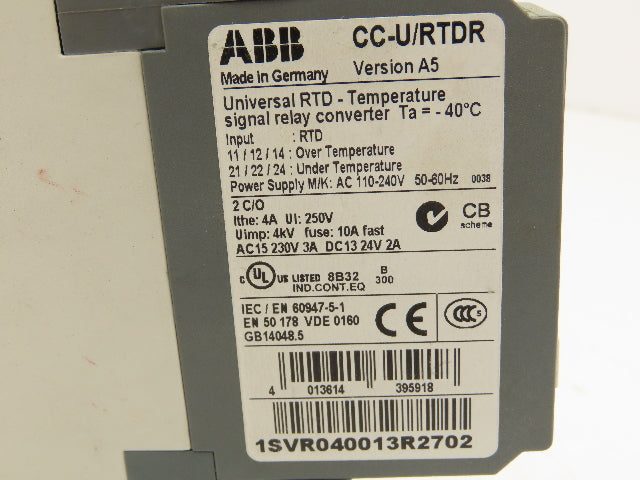 ABB CC-U/RTDR
Made in Germany Version A5
Universal RTD - Temperature
signal relay converter Ta = - 40°C
Input : RTD
11 / 12 / 14 : Over Temperature
21 / 22 / 24 : Under Temperature
Power Supply M/K: AC 110-240V 50-60Hz 0038
2 C/O
Ithe: 4A UI: 250V
Uimp: 4kV fuse: 10A fast
AC15 230V 3A DC13 24V 2A
CB
scheme
C UL US LISTED 8B32 B
IND.CONT.EQ 300
IEC / EN 60947-5-1
EN 50 178 VDE 0160
GB14048.5
CE
CCC S
4 013614 395918
1SVR040013R2702